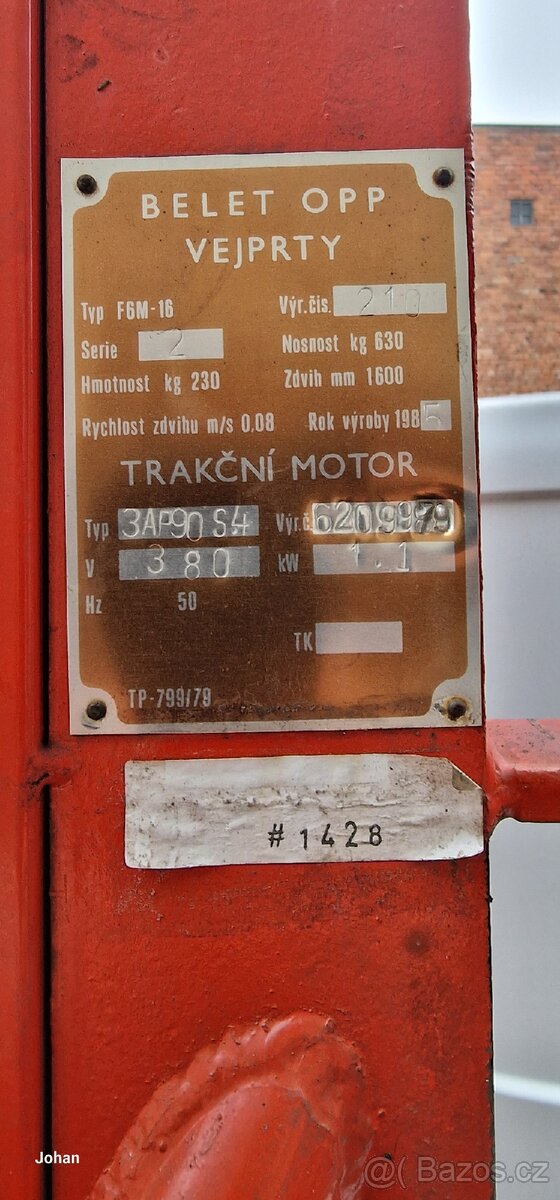 BELET OPP
VEJPRTY
Typ F6M-16 Výr. čís. 210
Serie 2 Nosnost kg 630
Hmotnost kg 230 Zdvih mm 1600
Rychlost zdvihu m/s 0,08 Rok výroby 1985
TRAKČNÍ MOTOR
Typ 3AP90 S4 Výr.č. 6209979
V 380 kW 1.1
Hz 50
TK
TP-799/79
#1428
Johan
@( Bazos.cz